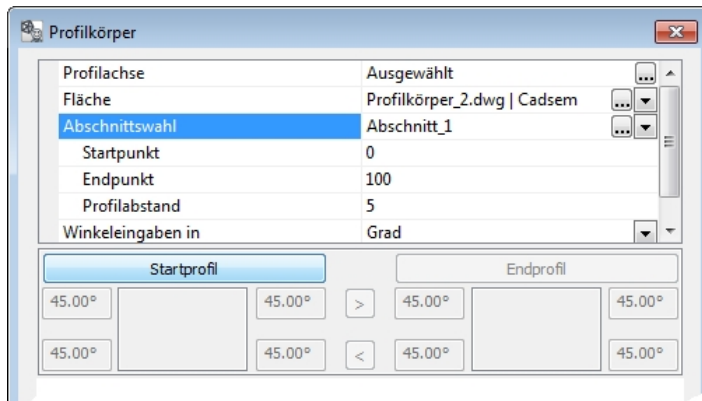 Profilkörper
Profilachse Ausgewählt ...
Fläche Profilkörper_2.dwg | Cadsem ...
Abschnittswahl Abschnitt_1 ...
Startpunkt 0
Endpunkt 100
Profilabstand 5
Winkeleingaben in Grad
Startprofil Endprofil
45.00° 45.00° > 45.00° 45.00°
45.00° 45.00° < 45.00° 45.00°